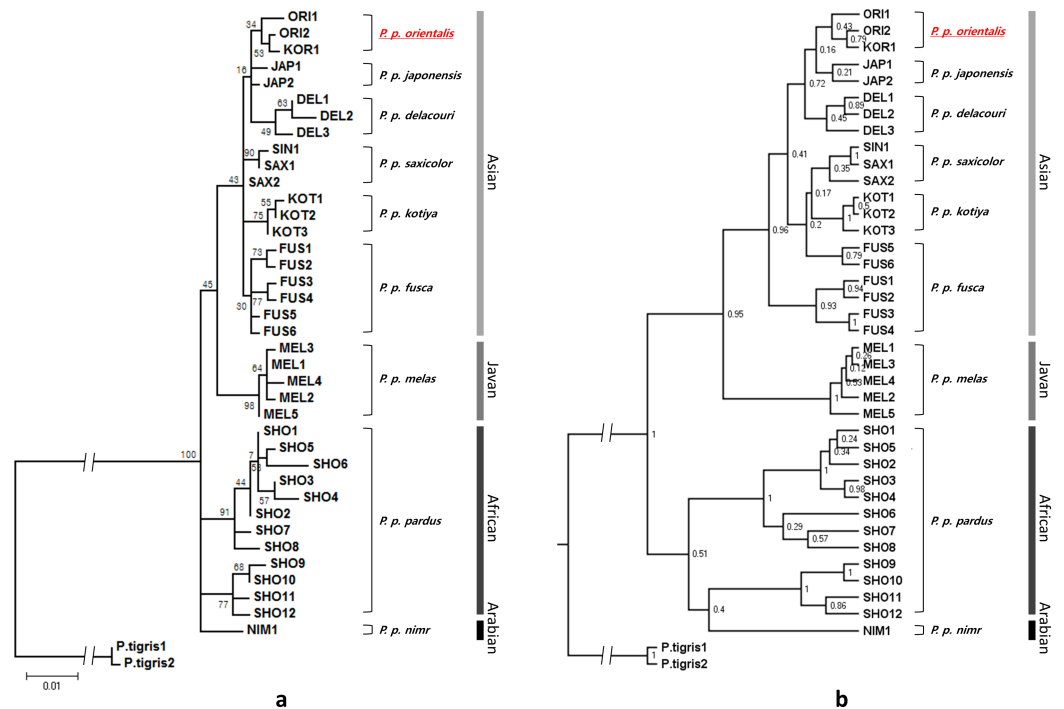 34
ORI1
ORI2
53
KOR1
P. p. orientalis
16
JAP1
JAP2
P. p. japonensis
63
DEL1
DEL2
49
DEL3
P. p. delacouri
90
SIN1
SAX1
43
SAX2
P. p. saxicolor
55
KOT1
75
KOT2
KOT3
P. p. kotiya
73
FUS1
FUS2
FUS3
77
FUS4
30
FUS5
FUS6
P. p. fusca
Asian
45
MEL3
64
MEL1
MEL4
MEL2
98
MEL5
P. p. melas
Javan
100
SHO1
7
SHO5
58
SHO6
SHO3
57
SHO4
44
SHO2
91
SHO7
SHO8
68
SHO9
SHO10
77
SHO11
SHO12
P. p. pardus
African
NIM1
P. p. nimr
Arabian
P.tigris1
P.tigris2
0.01
a
ORI1
0.43
ORI2
0.79
KOR1
0.16
P. p. orientalis
JAP1
0.21
JAP2
0.72
P. p. japonensis
DEL1
0.89
DEL2
0.45
DEL3
P. p. delacouri
0.41
SIN1
1
SAX1
0.35
SAX2
P. p. saxicolor
0.17
KOT1
0.5
KOT2
1
KOT3
0.2
P. p. kotiya
0.96
FUS5
0.79
FUS6
FUS1
0.94
FUS2
0.93
FUS3
1
FUS4
P. p. fusca
Asian
0.95
MEL1
0.26
MEL3
0.12
MEL4
0.53
MEL2
1
MEL5
P. p. melas
Javan
1
SHO1
0.24
SHO5
0.34
SHO2
1
SHO3
0.98
SHO4
1
SHO6
0.29
SHO7
0.57
SHO8
0.51
SHO9
1
SHO10
1
SHO11
0.86
SHO12
P. p. pardus
African
0.4
NIM1
P. p. nimr
Arabian
P.tigris1
1
P.tigris2
b